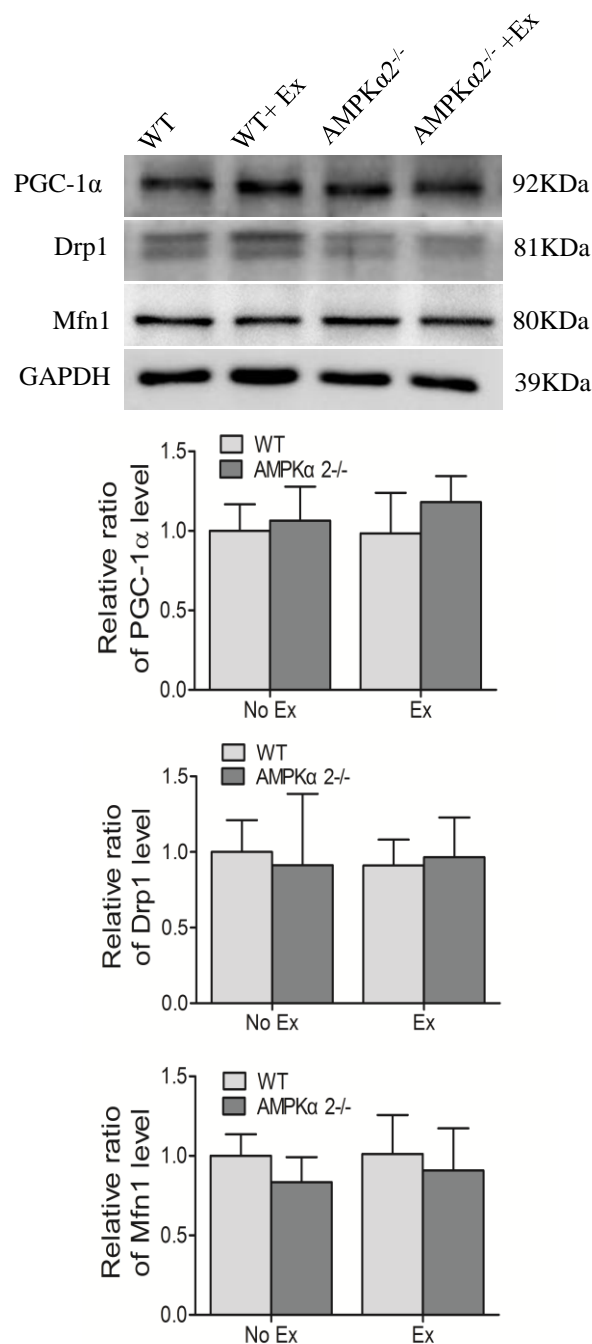 WT WT+ Ex AMPKα2-/- AMPKα2-/- +Ex
PGC-1α 92KDa
Drp1 81KDa
Mfn1 80KDa
GAPDH 39KDa
WT
AMPKα 2-/-
Relative ratio
of PGC-1α level
1.5
1.0
0.5
0.0
No Ex Ex
WT
AMPKα 2-/-
Relative ratio
of Drp1 level
1.5
1.0
0.5
0.0
No Ex Ex
WT
AMPKα 2-/-
Relative ratio
of Mfn1 level
1.5
1.0
0.5
0.0
No Ex Ex